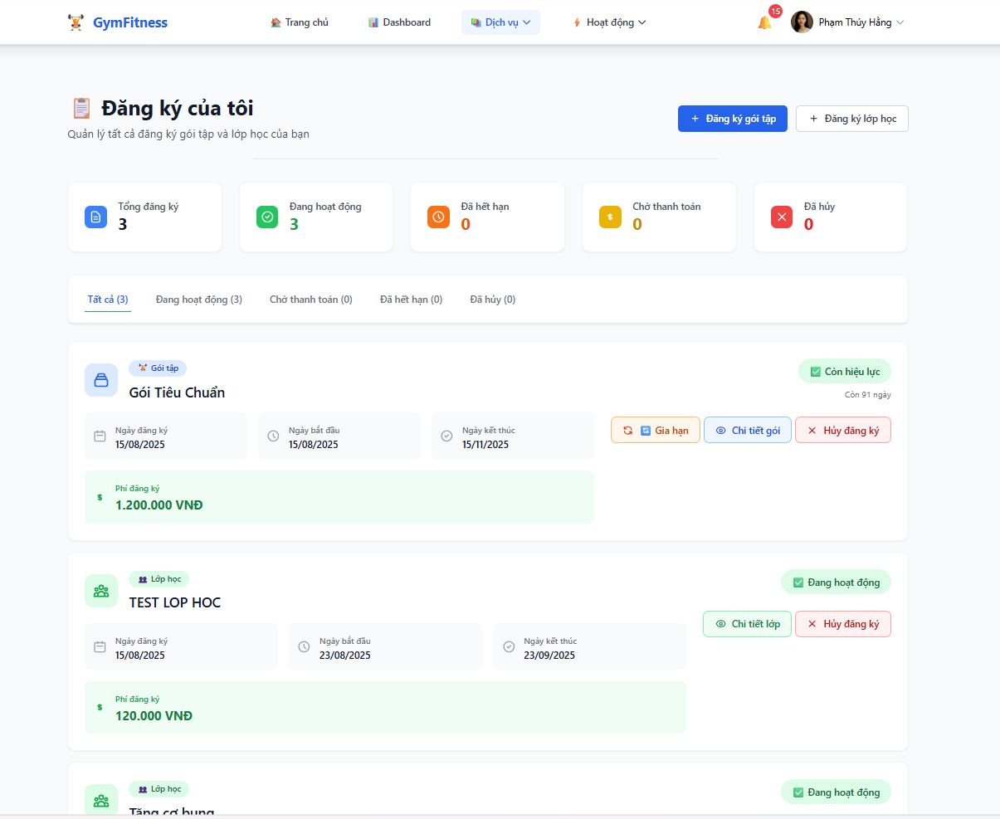 GymFitness
Trang chủ
Dashboard
Dịch vụ
Hoạt động
15
Phạm Thúy Hằng
Đăng ký của tôi
Quản lý tất cả đăng ký gói tập và lớp học của bạn
+ Đăng ký gói tập
+ Đăng ký lớp học
Tổng đăng ký
3
Đang hoạt động
3
Đã hết hạn
0
$
Chờ thanh toán
0
Đã hủy
0
Tất cả (3)
Đang hoạt động (3)
Chờ thanh toán (0)
Đã hết hạn (0)
Đã hủy (0)
Gói tập
Gói Tiêu Chuẩn
Còn hiệu lực
Còn 91 ngày
Ngày đăng ký
15/08/2025
Ngày bắt đầu
15/08/2025
Ngày kết thúc
15/11/2025
Gia hạn
Chi tiết gói
Hủy đăng ký
$
Phí đăng ký
1.200.000 VNĐ
Lớp học
TEST LOP HOC
Đang hoạt động
Ngày đăng ký
15/08/2025
Ngày bắt đầu
23/08/2025
Ngày kết thúc
23/09/2025
Chi tiết lớp
Hủy đăng ký
$
Phí đăng ký
120.000 VNĐ
Lớp học
Tăng cơ bụng
Đang hoạt động